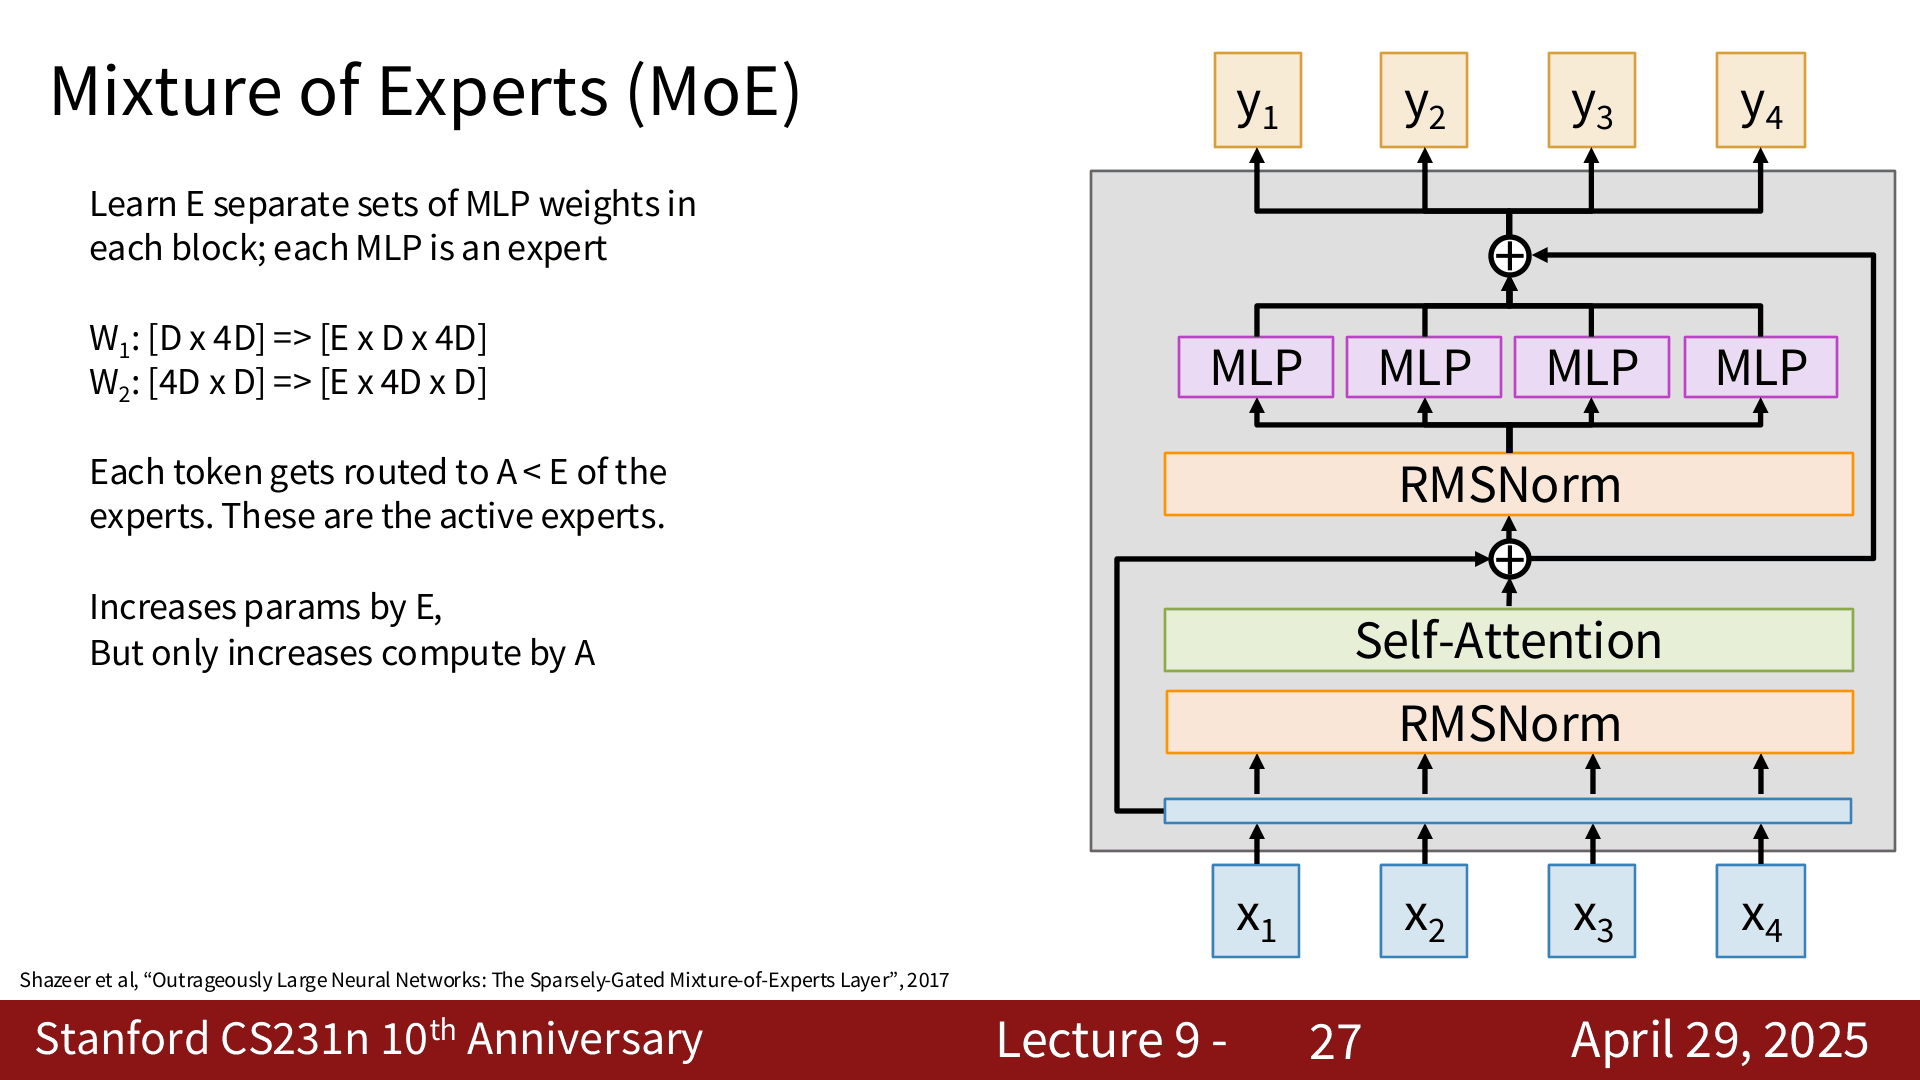 Mixture of Experts (MoE)
Learn E separate sets of MLP weights in
each block; each MLP is an expert
W₁: [D x 4D] => [E x D x 4D]
W₂: [4D x D] => [E x 4D x D]
Each token gets routed to A < E of the
experts. These are the active experts.
Increases params by E,
But only increases compute by A
y₁ y₂ y₃ y₄
MLP MLP MLP MLP
RMSNorm
Self-Attention
RMSNorm
x₁ x₂ x₃ x₄
Shazeer et al, “Outrageously Large Neural Networks: The Sparsely-Gated Mixture-of-Experts Layer”, 2017
Stanford CS231n 10th Anniversary Lecture 9 - 27 April 29, 2025